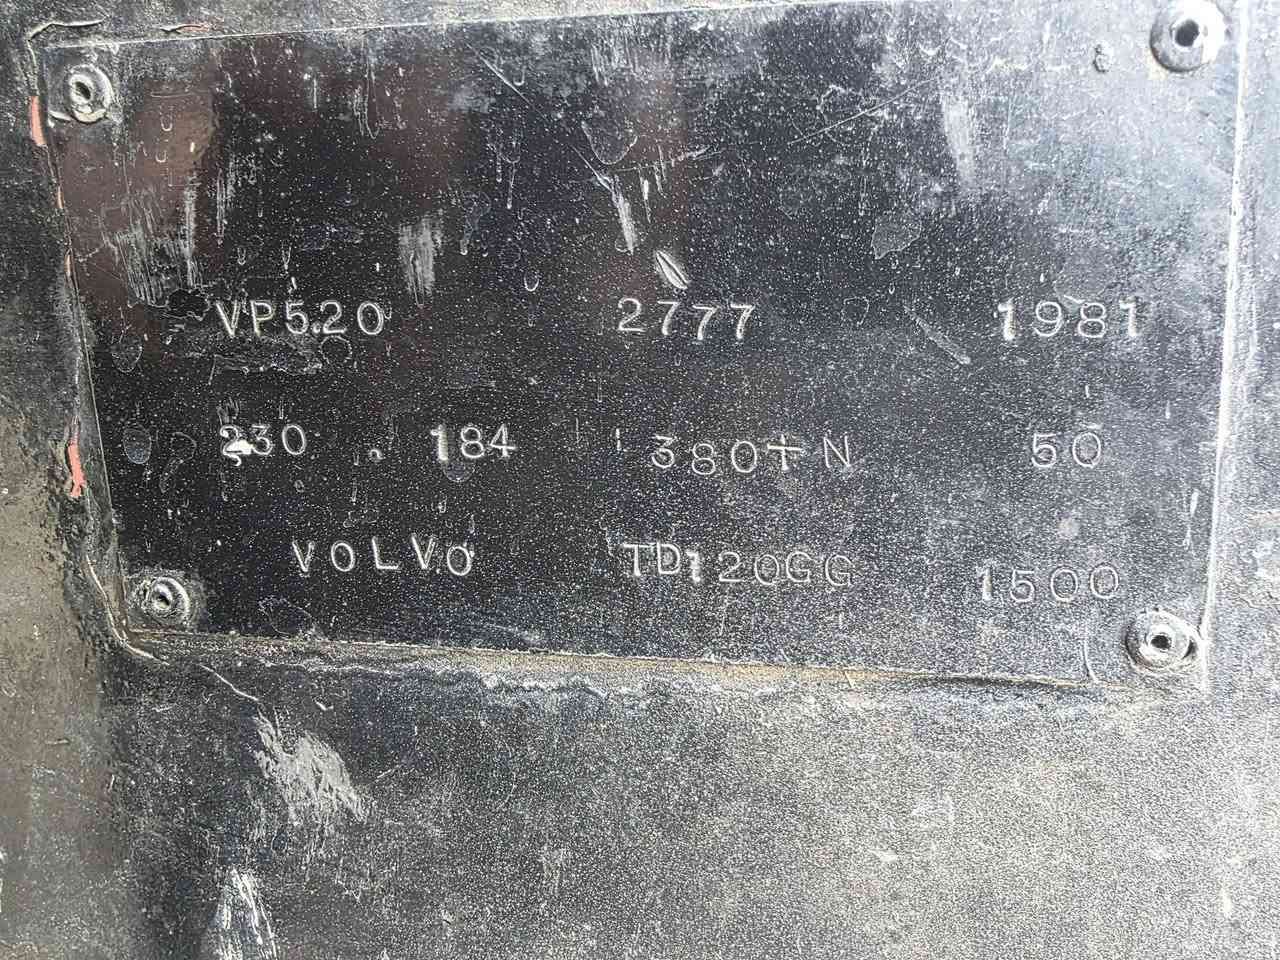 VP5.20 2777 1981
230 184 380+N 50
VOLVO TD120GG 1500